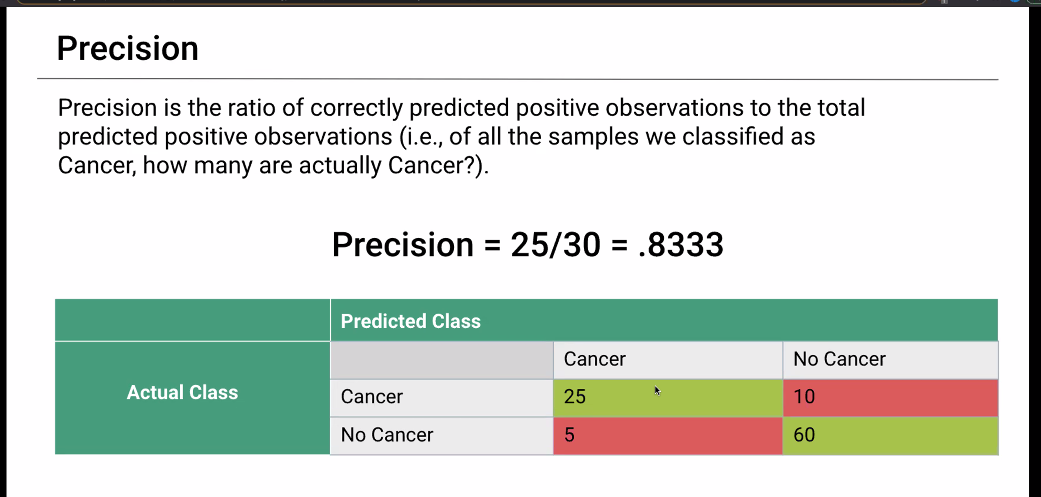 Precision
Precision is the ratio of correctly predicted positive observations to the total
predicted positive observations (i.e., of all the samples we classified as
Cancer, how many are actually Cancer?).
Precision = 25/30 = .8333
Predicted Class
Cancer No Cancer
Actual Class
Cancer 25 10
No Cancer 5 60